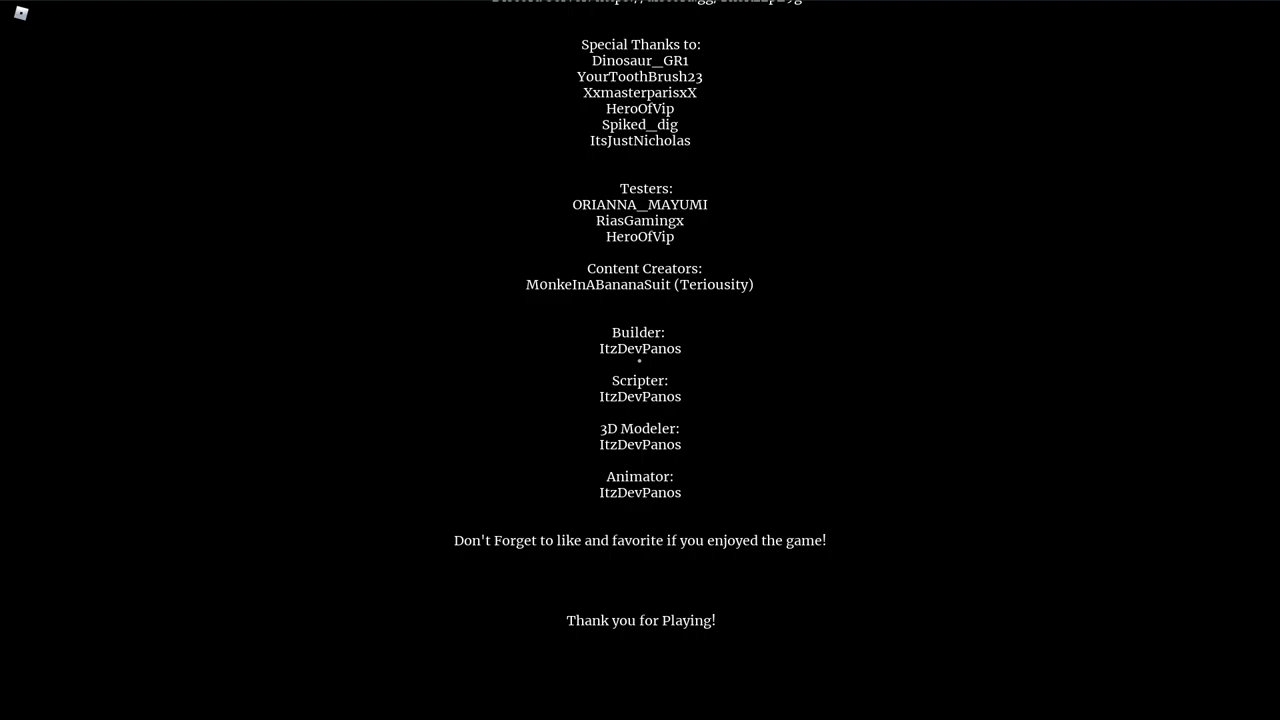 Special Thanks to:
Dinosaur_GR1
YourToothBrush23
XxmasterparisxX
HeroOfVip
Spiked_dig
ItsJustNicholas
Testers:
ORIANNA_MAYUMI
RiasGamingx
HeroOfVip
Content Creators:
M0nkeInABananaSuit (Teriousity)
Builder:
ItzDevPanos
Scripter:
ItzDevPanos
3D Modeler:
ItzDevPanos
Animator:
ItzDevPanos
Don't Forget to like and favorite if you enjoyed the game!
Thank you for Playing!